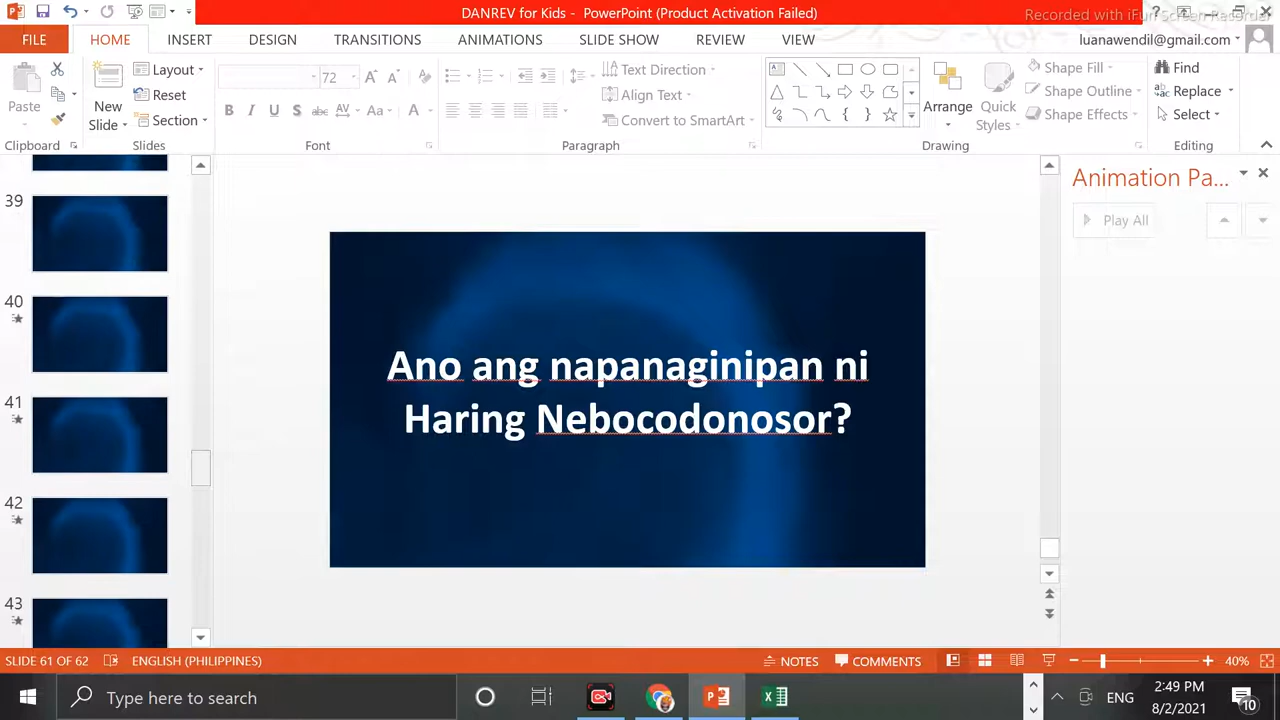 DANREV for Kids - PowerPoint (Product Activation Failed)
Recorded with iFun Screen Recorder
FILE HOME INSERT DESIGN TRANSITIONS ANIMATIONS SLIDE SHOW REVIEW VIEW luanawendil@gmail.com
Paste
New Slide
Layout
Reset
Section
72
B I U S abc AV Aa A
Text Direction
Align Text
Convert to SmartArt
Arrange
Quick Styles
Shape Fill
Shape Outline
Shape Effects
Find
Replace
Select
Clipboard Slides Font Paragraph Drawing Editing
39
40
41
42
43
Ano ang napanaginipan ni
Haring Nebocodonosor?
Animation Pa...
Play All
SLIDE 61 OF 62 ENGLISH (PHILIPPINES) NOTES COMMENTS 40%
Type here to search
ENG
2:49 PM
8/2/2021
10